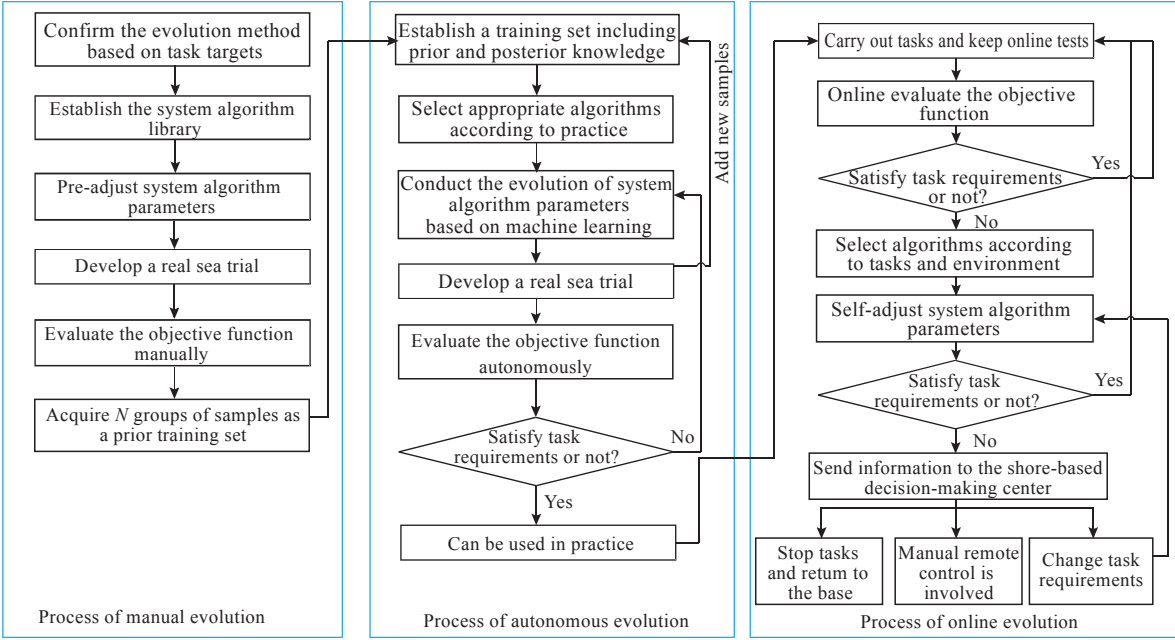 Confirm the evolution method
based on task targets
Establish the system algorithm
library
Pre-adjust system algorithm
parameters
Develop a real sea trial
Evaluate the objective function
manually
Acquire N groups of samples as
a prior training set
Process of manual evolution
Establish a training set including
prior and posterior knowledge
Select appropriate algorithms
according to practice
Conduct the evolution of system
algorithm parameters
based on machine learning
Develop a real sea trial
Add new samples
Evaluate the objective function
autonomously
Satisfy task
requirements or not?
No
Yes
Can be used in practice
Process of autonomous evolution
Carry out tasks and keep online tests
Online evaluate the objective
function
Satisfy task requirements
or not?
Yes
No
Select algorithms according
to tasks and environment
Self-adjust system algorithm
parameters
Satisfy task
requirements or not?
Yes
No
Send information to the shore-based
decision-making center
Stop tasks
and return to
the base
Manual remote
control is
involved
Change task
requirements
Process of online evolution